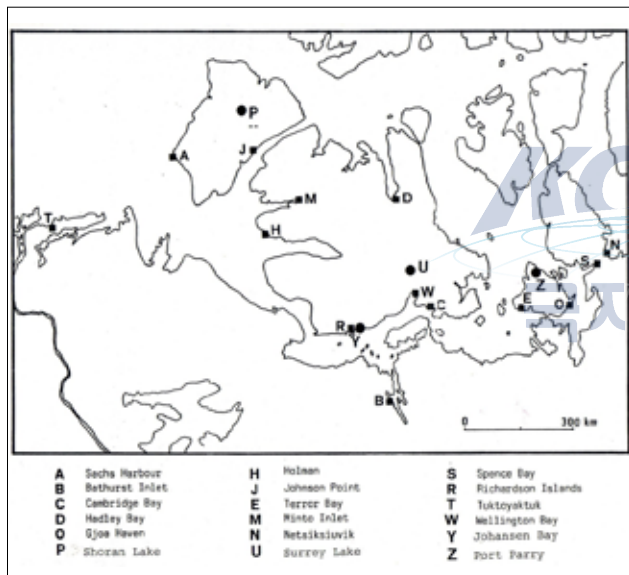 P
J
A
M
D
T
H
N
S
U
Z
W
E
O
C
R
Y
B
0 300 km
A Sachs Harbour H Holman S Spence Bay
B Bathurst Inlet J Johnson Point R Richardson Islands
C Cambridge Bay E Terror Bay T Tuktoyaktuk
D Hadley Bay M Minto Inlet W Wellington Bay
O Gjoa Haven N Netsiksiuvik Y Johansen Bay
P Shoran Lake U Surrey Lake Z Port Parry